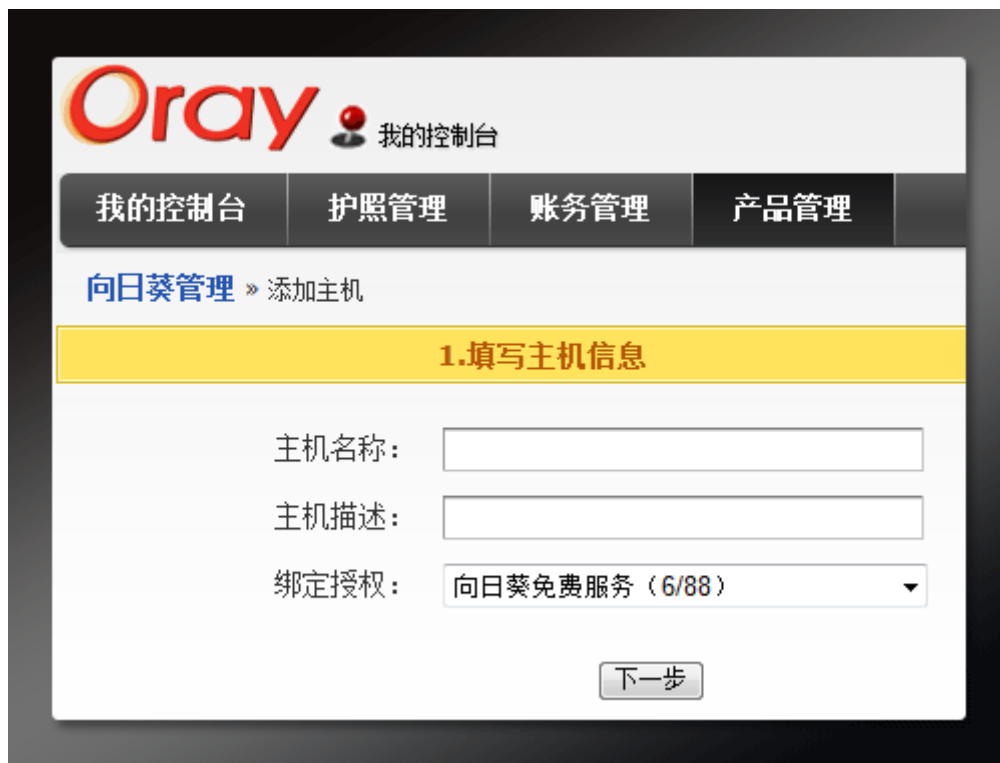 Oray 我的控制台
我的控制台 护照管理 账务管理 产品管理
向日葵管理 » 添加主机
1.填写主机信息
主机名称：
主机描述：
绑定授权： 向日葵免费服务（6/88）
下一步